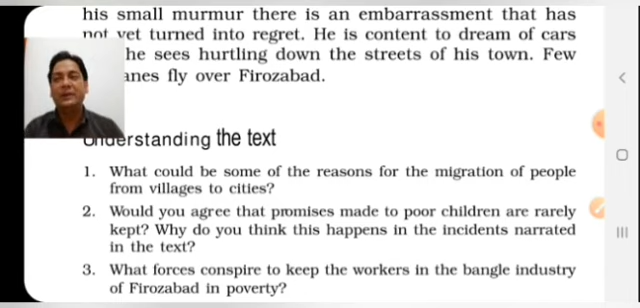 his small murmur there is an embarrassment that has
not yet turned into regret. He is content to dream of cars
he sees hurtling down the streets of his town. Few
anes fly over Firozabad.
Understanding the text
1. What could be some of the reasons for the migration of people
from villages to cities?
2. Would you agree that promises made to poor children are rarely
kept? Why do you think this happens in the incidents narrated
in the text?
3. What forces conspire to keep the workers in the bangle industry
of Firozabad in poverty?